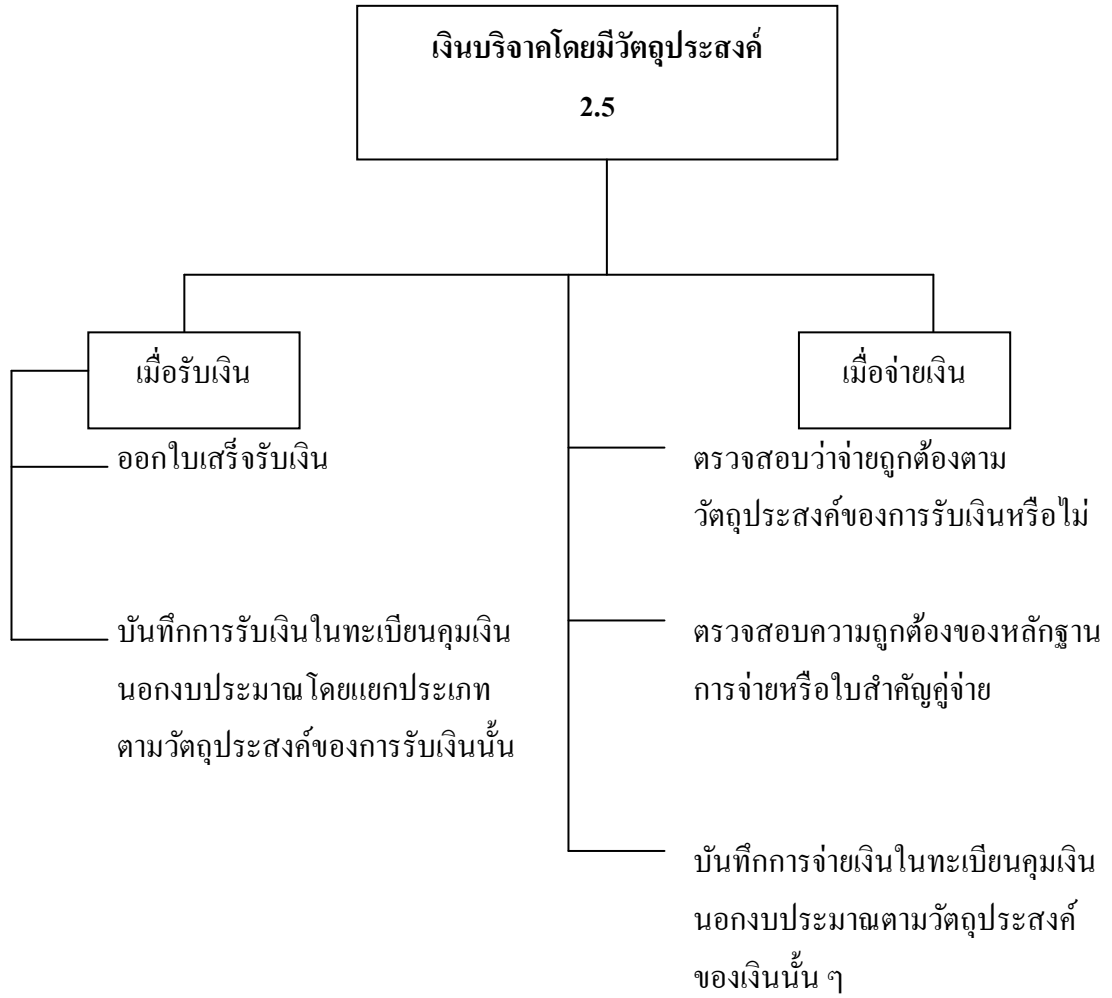 เงินบริจาคโดยมีวัตถุประสงค์
2.5
เมื่อรับเงิน
ออกใบเสร็จรับเงิน
บันทึกการรับเงินในทะเบียนคุมเงิน
นอกงบประมาณ โดยแยกประเภท
ตามวัตถุประสงค์ของการรับเงินนั้น
เมื่อจ่ายเงิน
ตรวจสอบว่าจ่ายถูกต้องตาม
วัตถุประสงค์ของการรับเงินหรือไม่
ตรวจสอบความถูกต้องของหลักฐาน
การจ่ายหรือใบสำคัญคู่จ่าย
บันทึกการจ่ายเงินในทะเบียนคุมเงิน
นอกงบประมาณตามวัตถุประสงค์
ของเงินนั้น ๆ